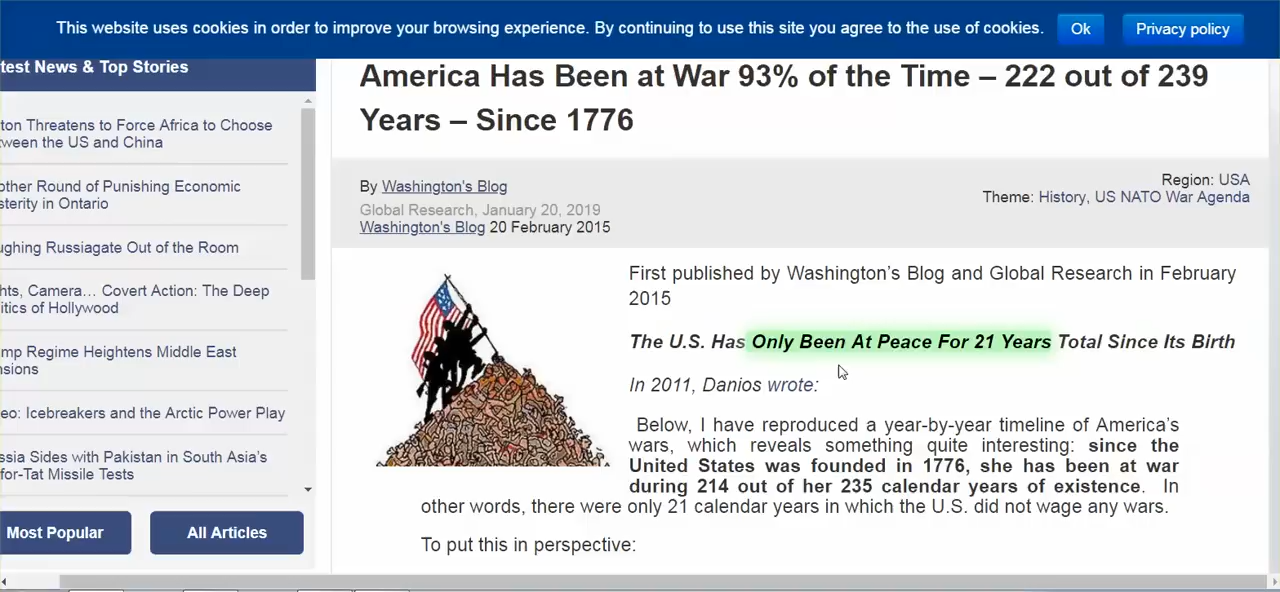 This website uses cookies in order to improve your browsing experience. By continuing to use this site you agree to the use of cookies.
Ok
Privacy policy
test News & Top Stories
ton Threatens to Force Africa to Choose
tween the US and China
other Round of Punishing Economic
sterity in Ontario
ughing Russiagate Out of the Room
hts, Camera… Covert Action: The Deep
itics of Hollywood
mp Regime Heightens Middle East
nsions
eo: Icebreakers and the Arctic Power Play
ssia Sides with Pakistan in South Asia's
-for-Tat Missile Tests
Most Popular
All Articles
America Has Been at War 93% of the Time – 222 out of 239
Years – Since 1776
By Washington's Blog
Global Research, January 20, 2019
Washington's Blog 20 February 2015
Region: USA
Theme: History, US NATO War Agenda
First published by Washington's Blog and Global Research in February
2015
The U.S. Has Only Been At Peace For 21 Years Total Since Its Birth
In 2011, Danios wrote:
Below, I have reproduced a year-by-year timeline of America's
wars, which reveals something quite interesting: since the
United States was founded in 1776, she has been at war
during 214 out of her 235 calendar years of existence. In
other words, there were only 21 calendar years in which the U.S. did not wage any wars.
To put this in perspective: